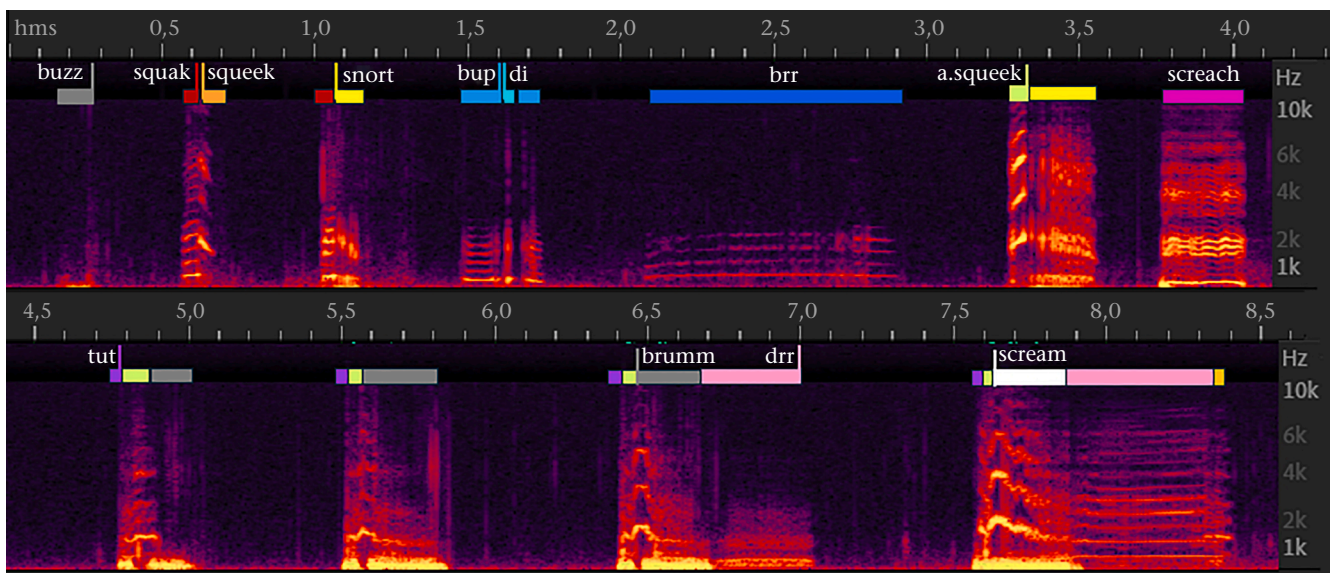 hms 0,5 1,0 1,5 2,0 2,5 3,0 3,5 4,0
buzz squak squeek snort bup di brr a.squeek screach Hz
10k
6k
4k
2k
1k
4,5 5,0 5,5 6,0 6,5 7,0 7,5 8,0 8,5
tut brumm drr scream Hz
10k
6k
4k
2k
1k